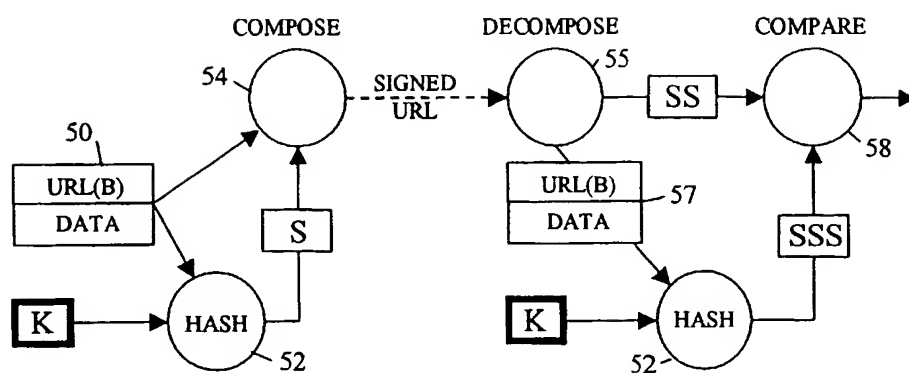 COMPOSE
DECOMPOSE
COMPARE
54
55
58
SIGNED
URL
SS
50
URL(B)
DATA
S
URL(B)
DATA
57
SSS
K
HASH
52
K
HASH
52